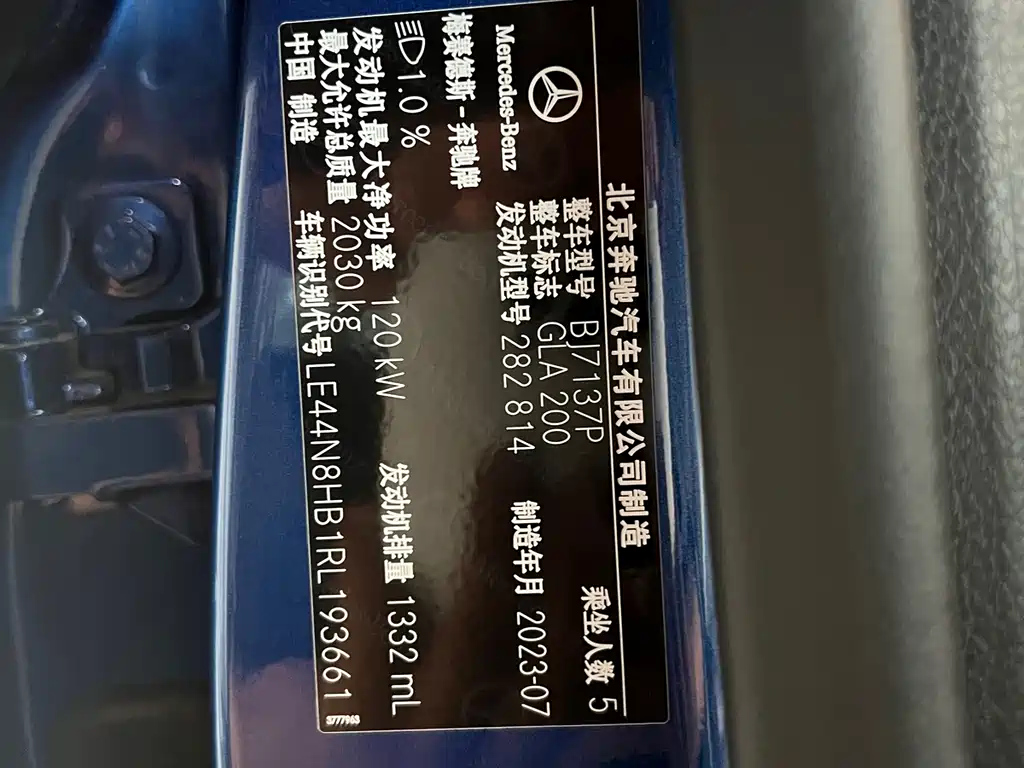 北京奔驰汽车有限公司制造
Mercedes-Benz
整车型号 BJ7137P 乘坐人数 5
整车标志 GLA 200
发动机型号 282 814 制造年月 2023-07
梅赛德斯-奔驰牌
1.0 %
发动机最大净功率 120 kW 发动机排量 1332 mL
最大允许总质量 2030 kg
中国 制造 车辆识别代号 LE44N8HB1RL193661
3777963